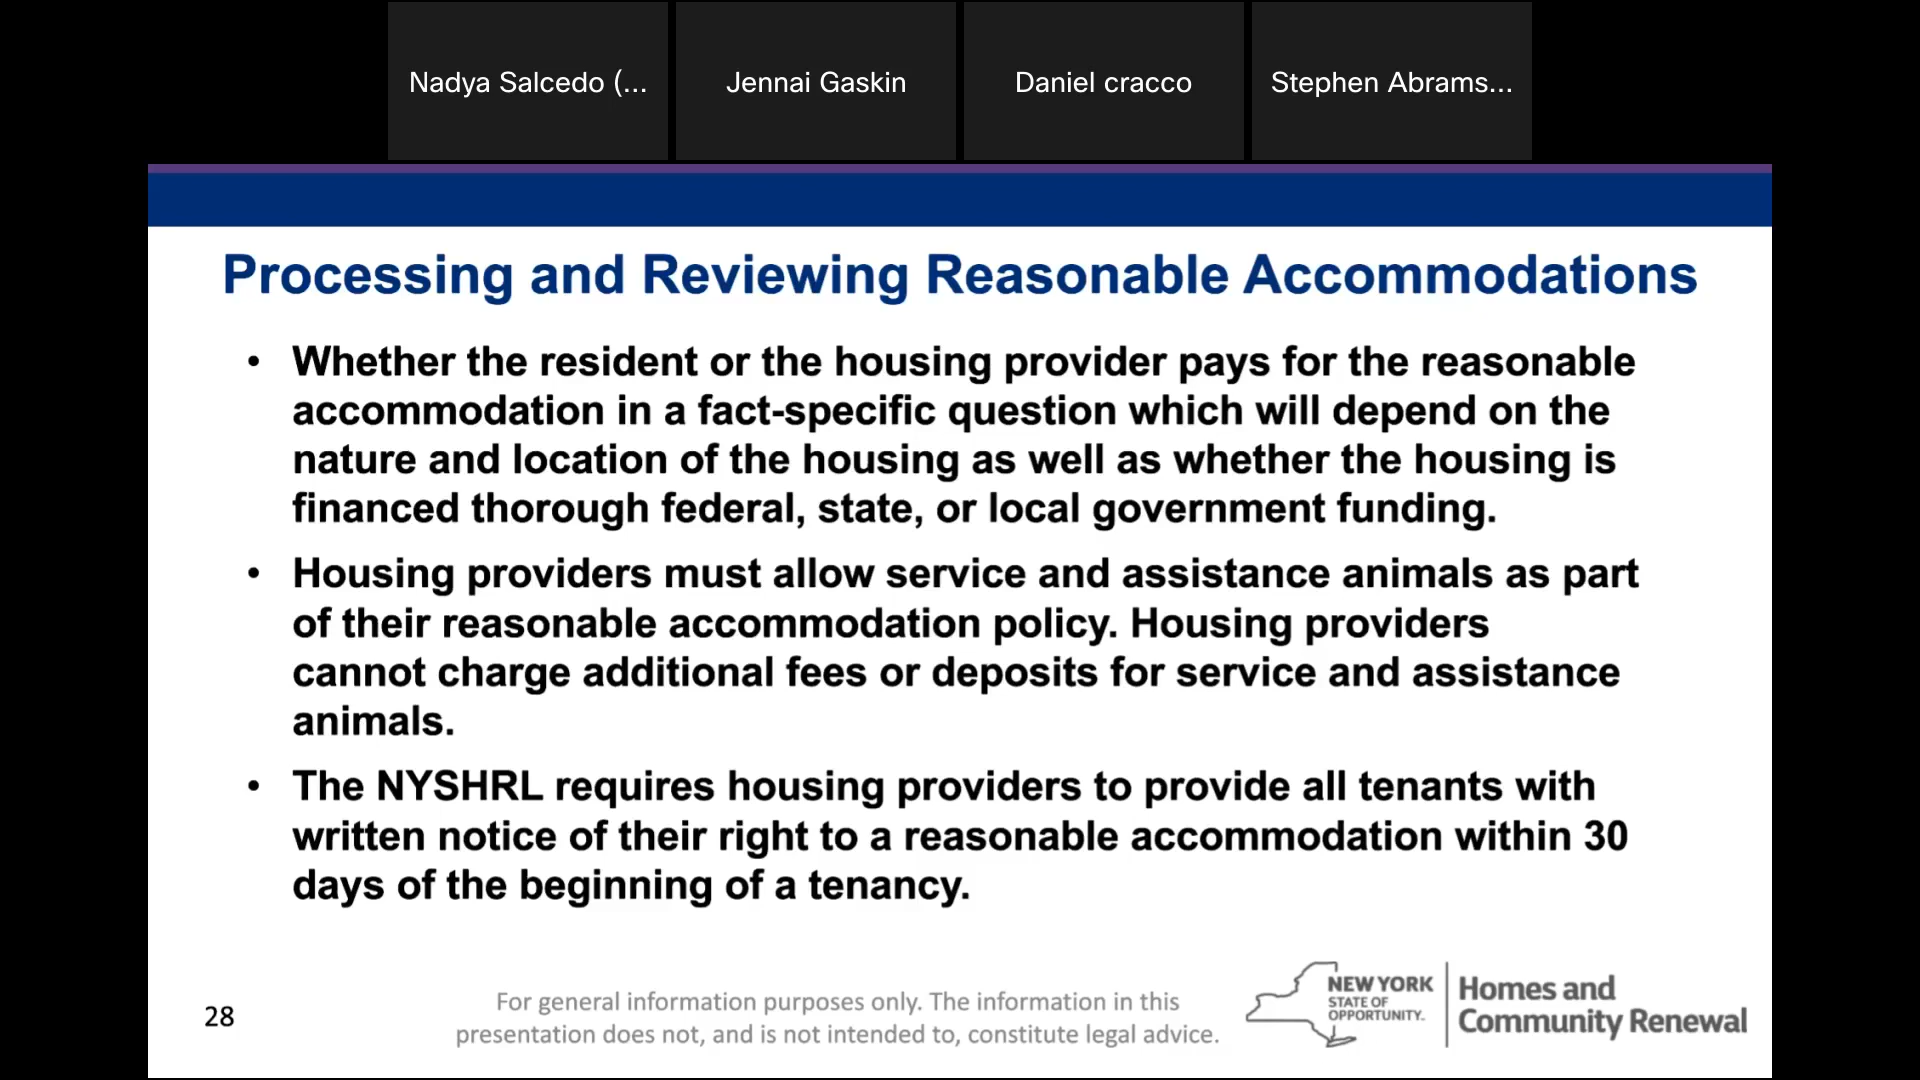 Nadya Salcedo (...
Jennai Gaskin
Daniel cracco
Stephen Abrams...
Processing and Reviewing Reasonable Accommodations
• Whether the resident or the housing provider pays for the reasonable
accommodation in a fact-specific question which will depend on the
nature and location of the housing as well as whether the housing is
financed thorough federal, state, or local government funding.
• Housing providers must allow service and assistance animals as part
of their reasonable accommodation policy. Housing providers
cannot charge additional fees or deposits for service and assistance
animals.
• The NYSHRL requires housing providers to provide all tenants with
written notice of their right to a reasonable accommodation within 30
days of the beginning of a tenancy.
28
For general information purposes only. The information in this
presentation does not, and is not intended to, constitute legal advice.
NEW YORK
STATE OF
OPPORTUNITY.
Homes and
Community Renewal